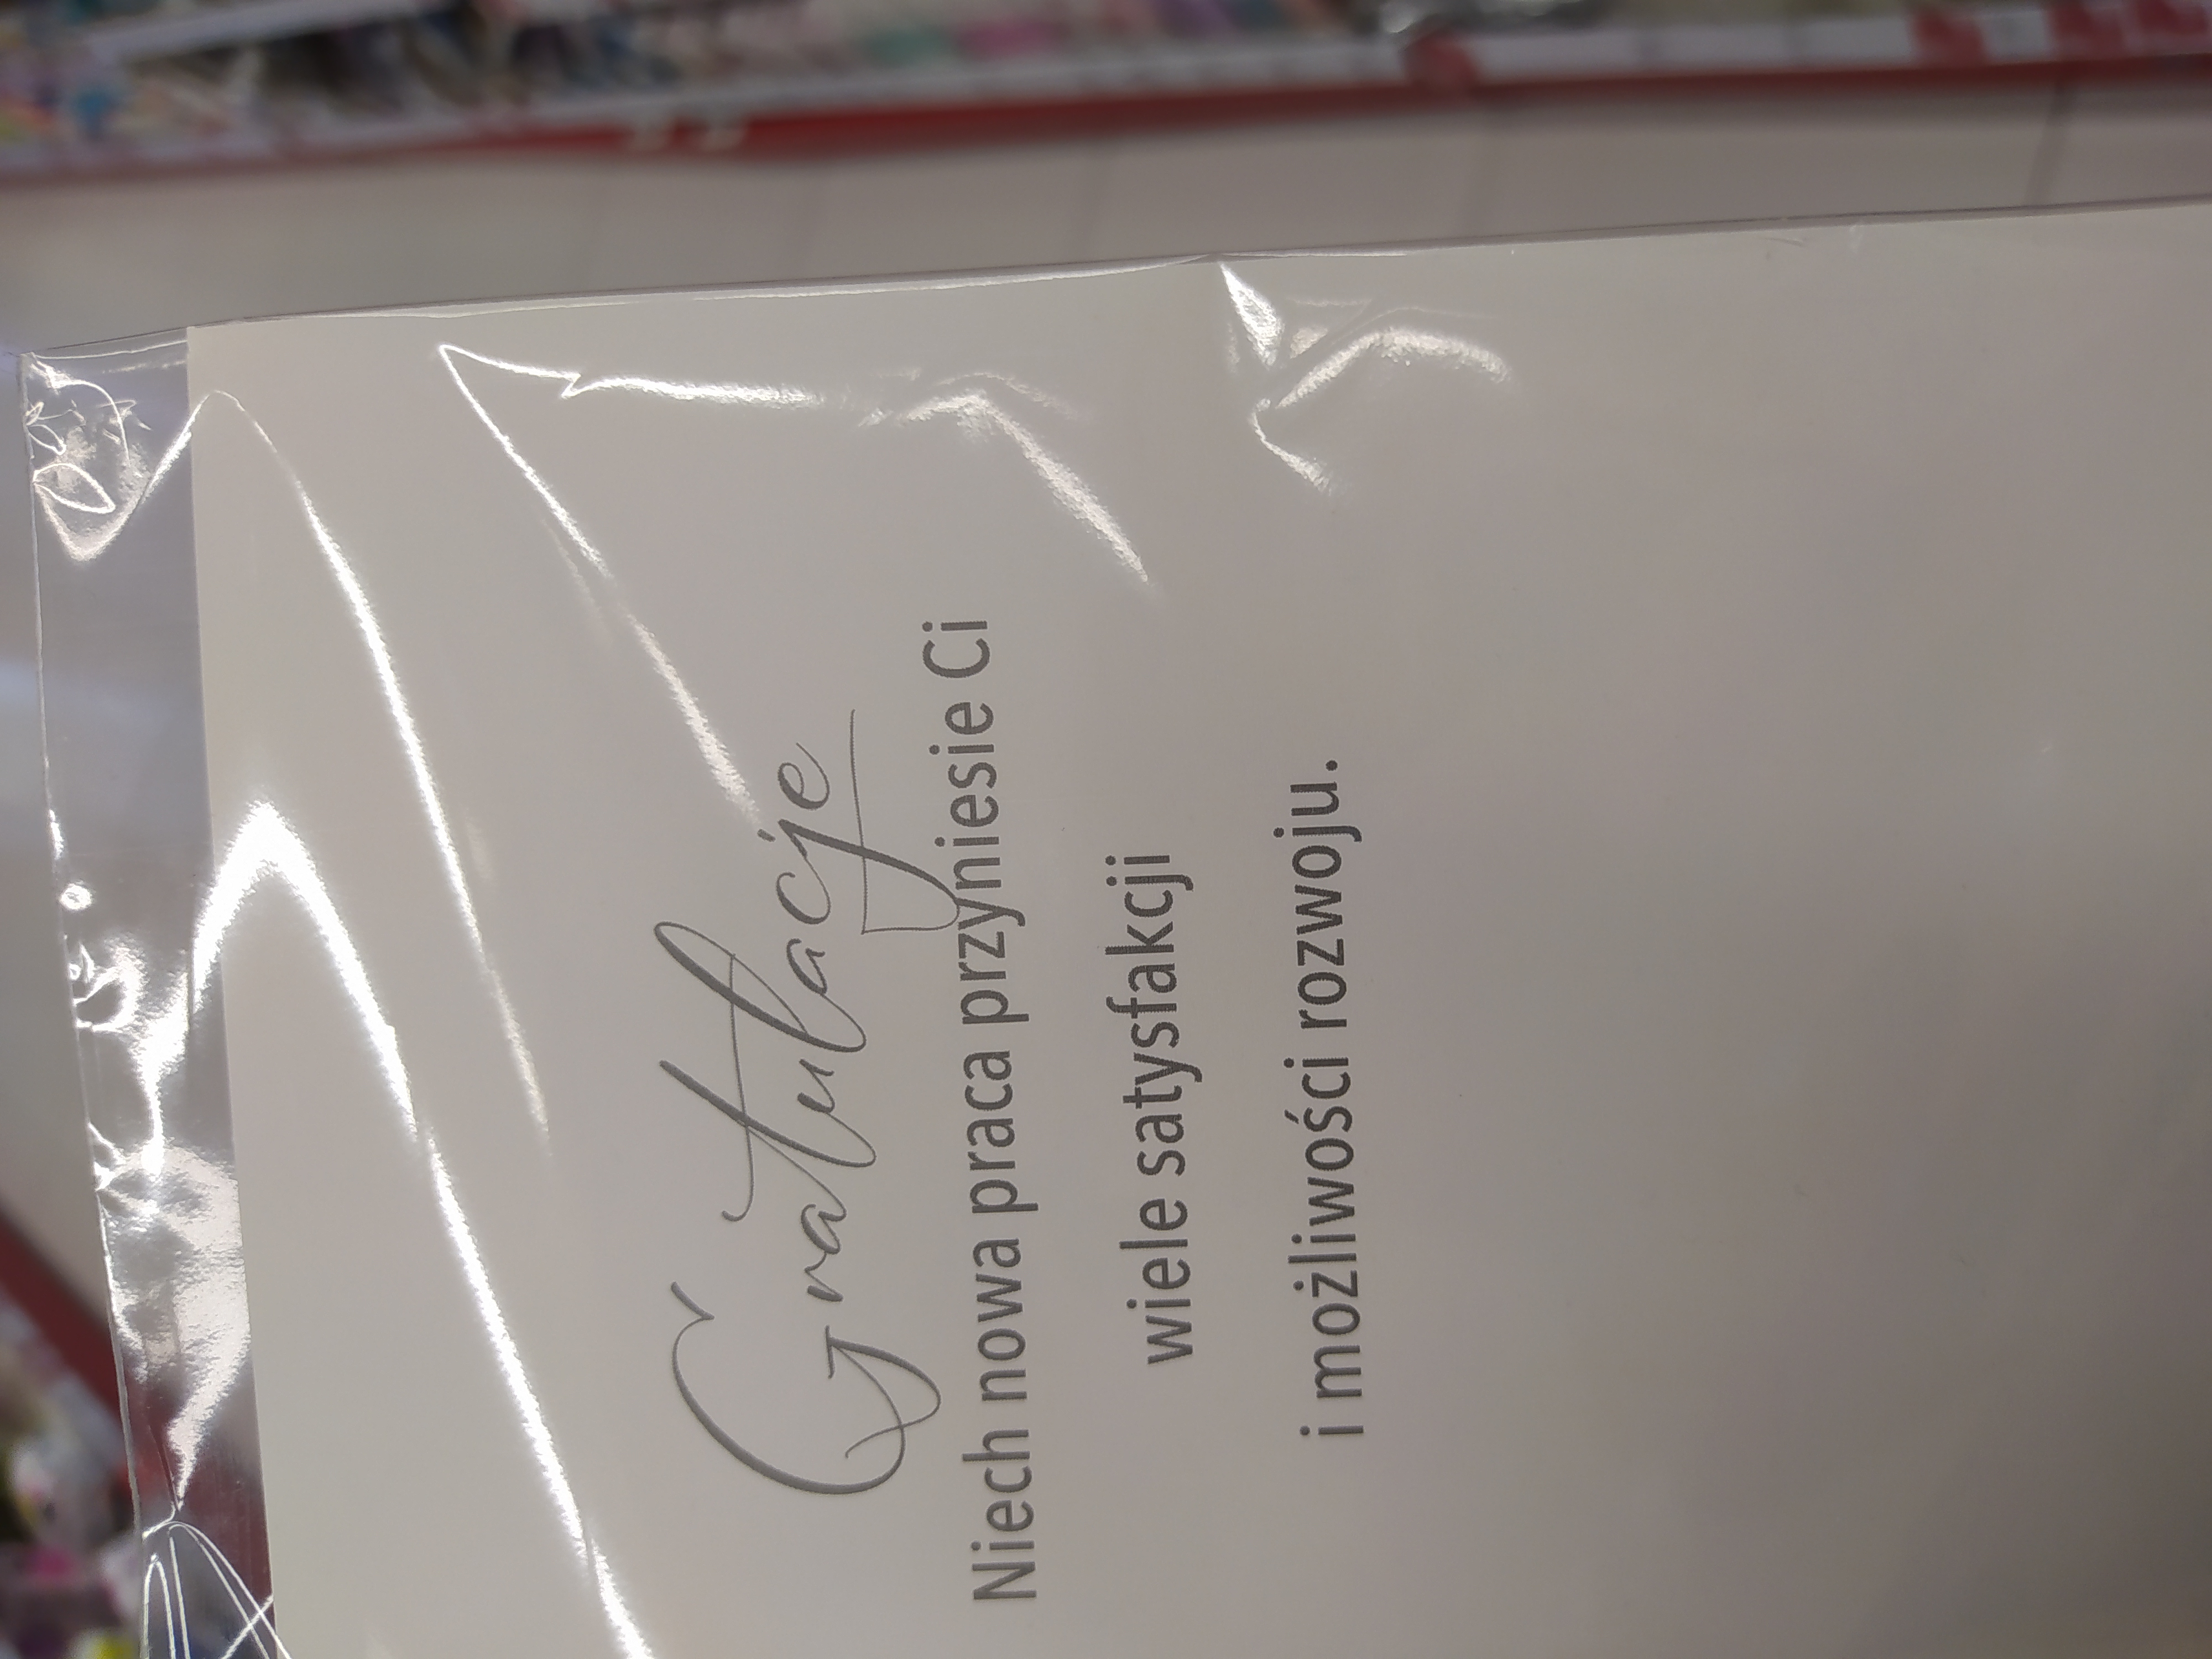 Gratulacje
Niech nowa praca przyniesie Ci
wiele satysfakcji
i możliwości rozwoju.